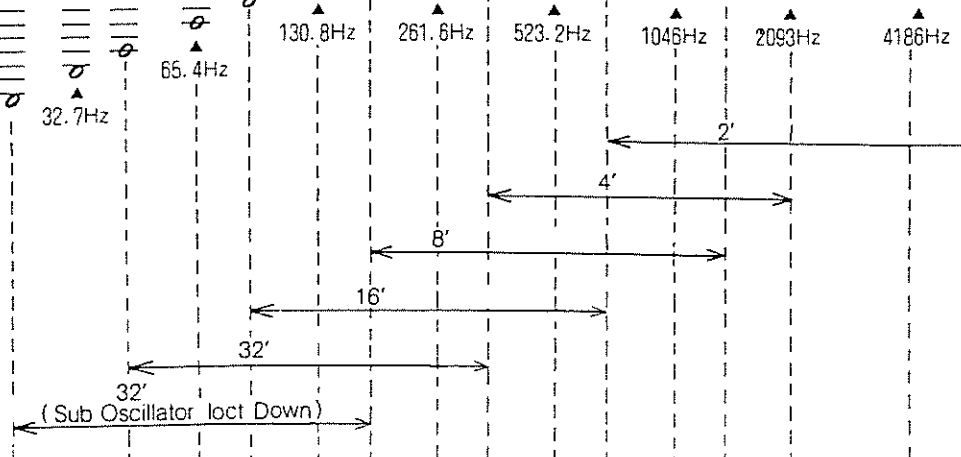 130.8Hz 261.6Hz 523.2Hz 1046Hz 2093Hz 4186Hz
65.4Hz
32.7Hz
2'
4'
8'
16'
32'
32'
(Sub Oscillator loct Down)